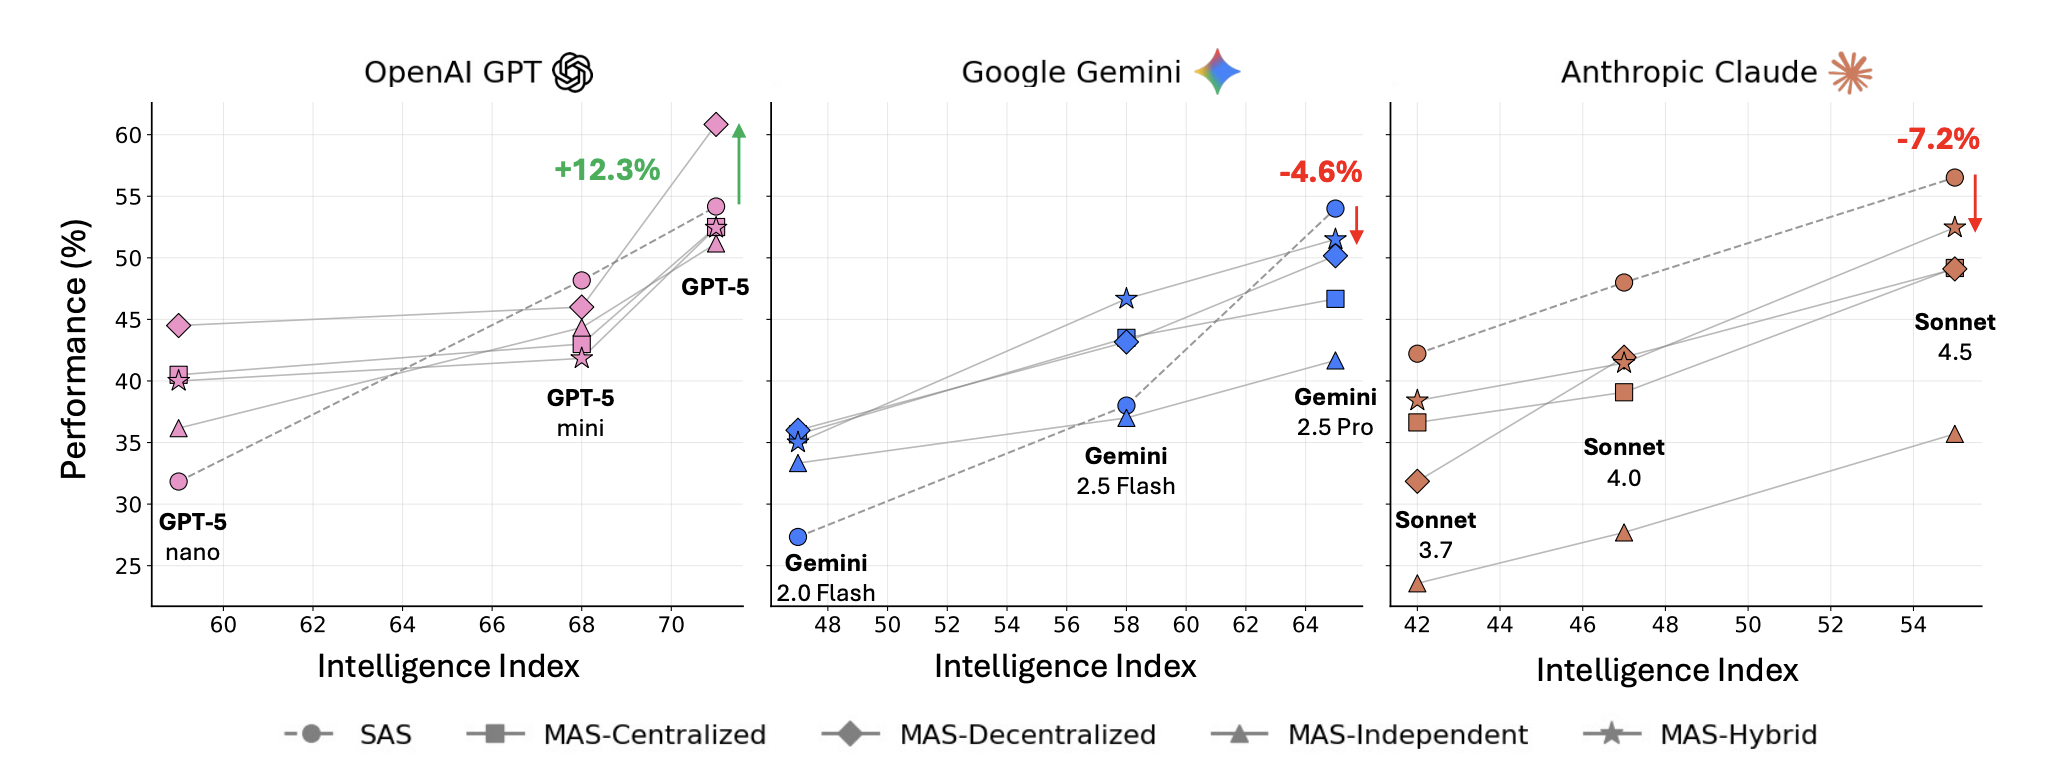 OpenAI GPT
Google Gemini
Anthropic Claude
Performance (%)
60
55
50
45
40
35
30
25
+12.3%
GPT-5
GPT-5
mini
GPT-5
nano
60 62 64 66 68 70
Intelligence Index
-4.6%
Gemini
2.5 Pro
Gemini
2.5 Flash
Gemini
2.0 Flash
48 50 52 54 56 58 60 62 64
Intelligence Index
-7.2%
Sonnet
4.5
Sonnet
4.0
Sonnet
3.7
42 44 46 48 50 52 54
Intelligence Index
SAS
MAS-Centralized
MAS-Decentralized
MAS-Independent
MAS-Hybrid